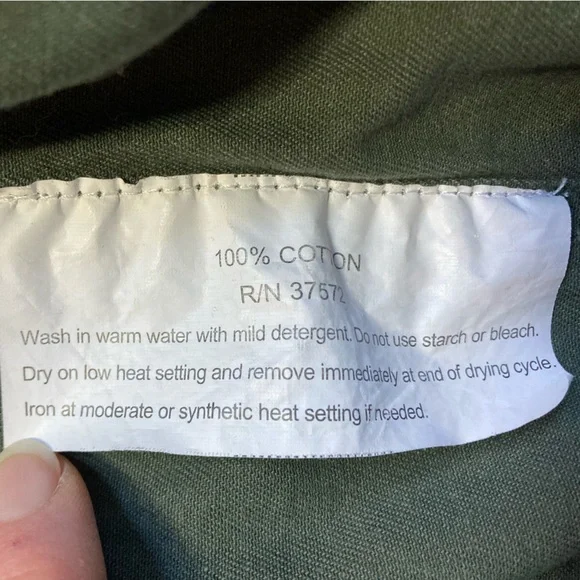 100% COTTON
R/N 37572
Wash in warm water with mild detergent. Do not use starch or bleach.
Dry on low heat setting and remove immediately at end of drying cycle.
Iron at moderate or synthetic heat setting if needed.